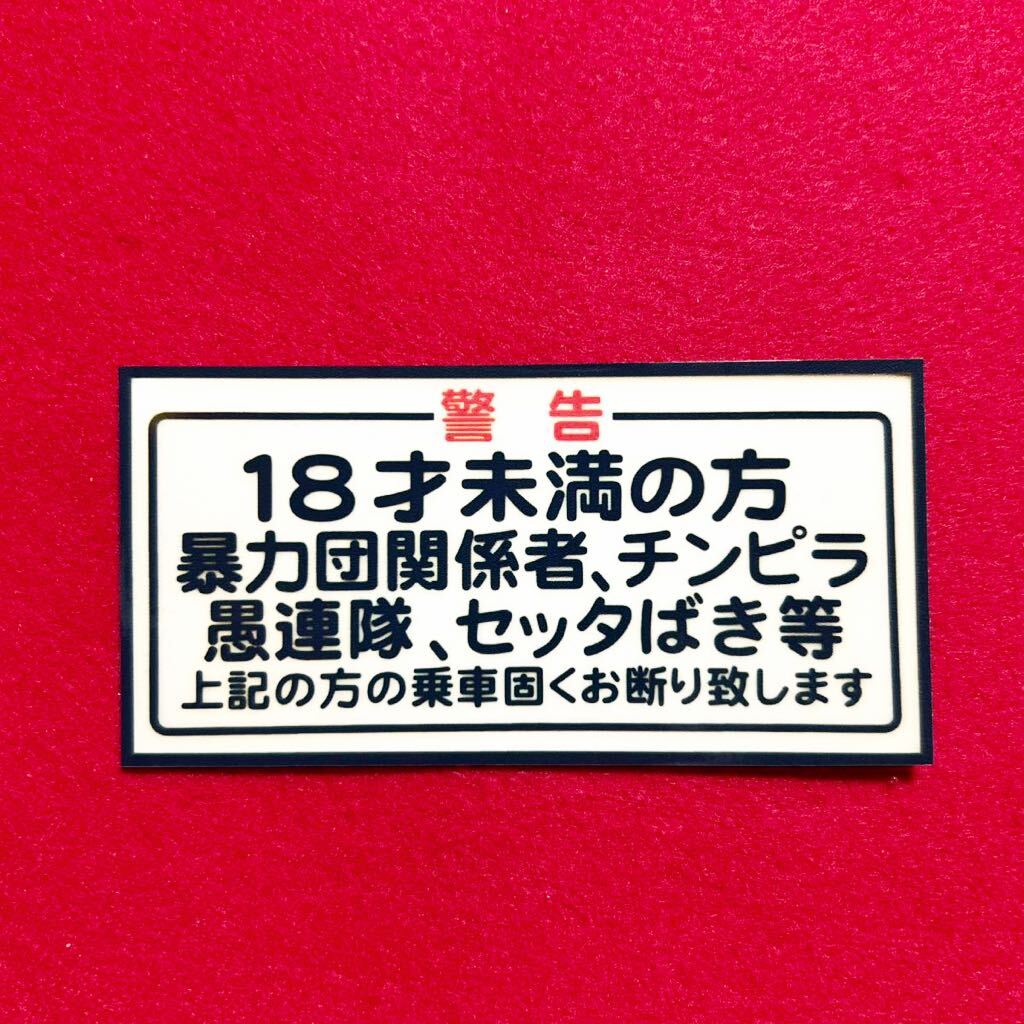 警告
18才未満の方
暴力団関係者、チンピラ
愚連隊、セッタばき等
上記の方の乗車固くお断り致します